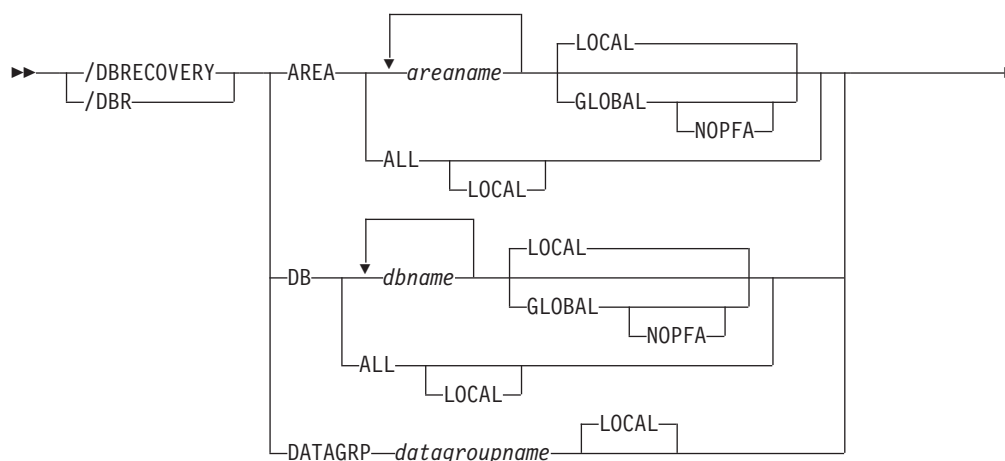 LOCAL
/DBRECOVERY AREA areaname
/DBR GLOBAL
NOPFA
ALL
LOCAL
LOCAL
DB dbname
GLOBAL
NOPFA
ALL
LOCAL
LOCAL
DATAGRP datagroupname